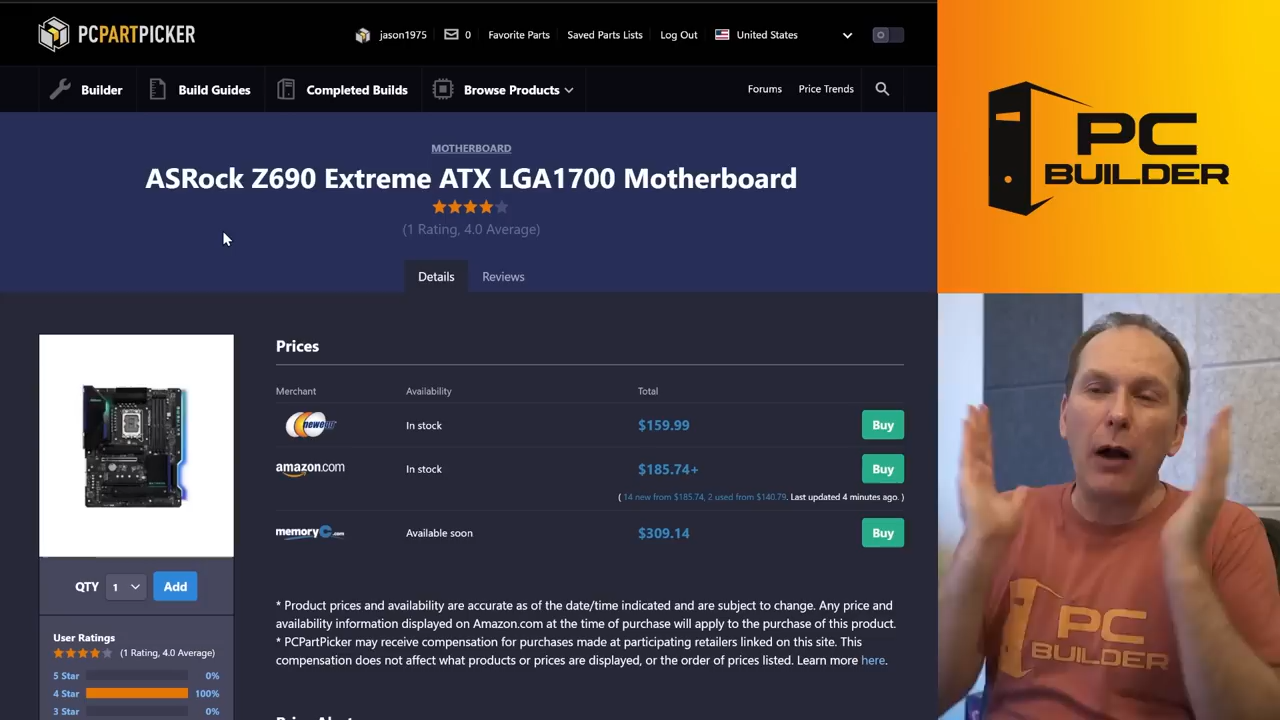 PCPARTPICKER
jason1975
0
Favorite Parts
Saved Parts Lists
Log Out
United States
Builder
Build Guides
Completed Builds
Browse Products
Forums
Price Trends
MOTHERBOARD
ASRock Z690 Extreme ATX LGA1700 Motherboard
(1 Rating, 4.0 Average)
Details
Reviews
Prices
Merchant
Availability
Total
newegg
In stock
$159.99
Buy
amazon.com
In stock
$185.74+
Buy
( 14 new from $185.74, 2 used from $140.79. Last updated 4 minutes ago. )
memoryC.com
Available soon
$309.14
Buy
QTY
1
Add
* Product prices and availability are accurate as of the date/time indicated and are subject to change. Any price and
availability information displayed on Amazon.com at the time of purchase will apply to the purchase of this product.
* PCPartPicker may receive compensation for purchases made at participating retailers linked on this site. This
compensation does not affect what products or prices are displayed, or the order of prices listed. Learn more here.
User Ratings
(1 Rating, 4.0 Average)
5 Star
0%
4 Star
100%
3 Star
0%
PC
BUILDER
PC
BUILDER